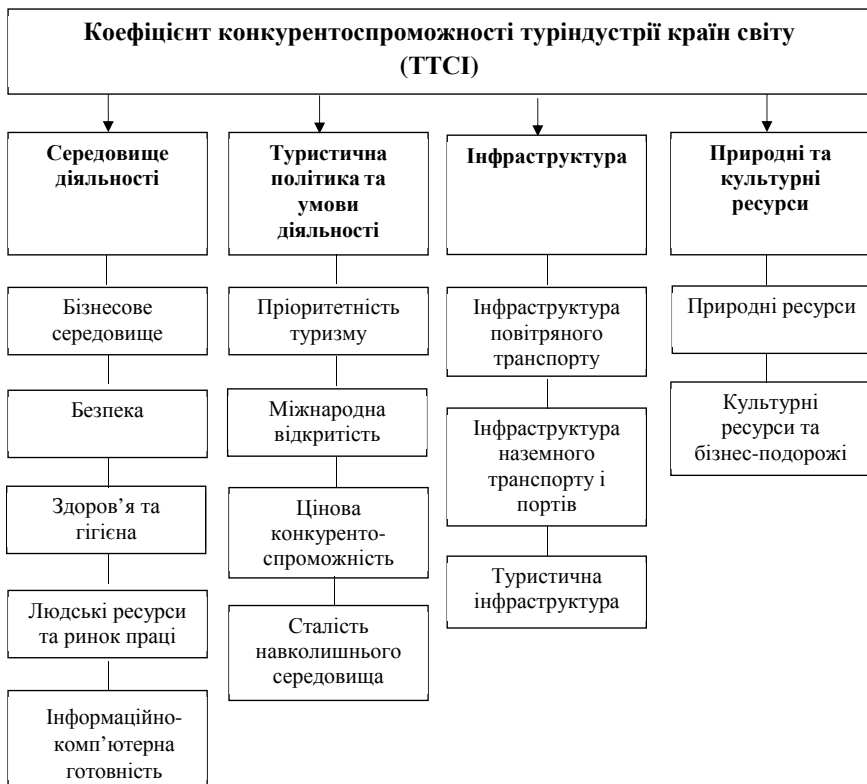 Коефіцієнт конкурентоспроможності туріндустрії країн світу
(ТТСІ)
Середовище
діяльності
Бізнесове
середовище
Безпека
Здоров’я та
гігієна
Людські ресурси
та ринок праці
Інформаційно-
комп’ютерна
готовність
Туристична
політика та
умови
діяльності
Пріоритетність
туризму
Міжнародна
відкритість
Цінова
конкуренто-
спроможність
Сталість
навколишнього
середовища
Інфраструктура
Інфраструктура
повітряного
транспорту
Інфраструктура
наземного
транспорту і
портів
Туристична
інфраструктура
Природні та
культурні
ресурси
Природні ресурси
Культурні
ресурси та
бізнес-подорожі